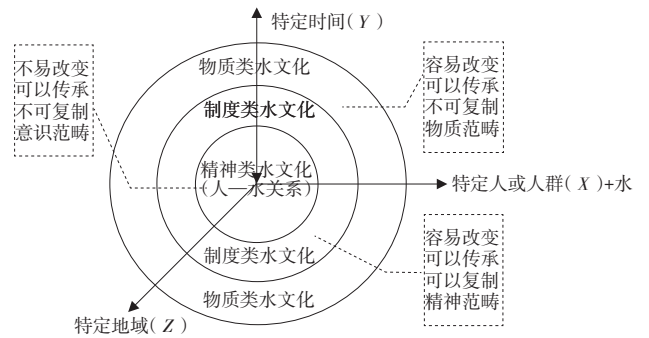 特定时间(Y)
物质类水文化
不易改变
可以传承
不可复制
意识范畴
容易改变
可以传承
不可复制
物质范畴
制度类水文化
精神类水文化
(人—水关系)
特定人或人群(X)+水
制度类水文化
容易改变
可以传承
可以复制
精神范畴
物质类水文化
特定地域(Z)